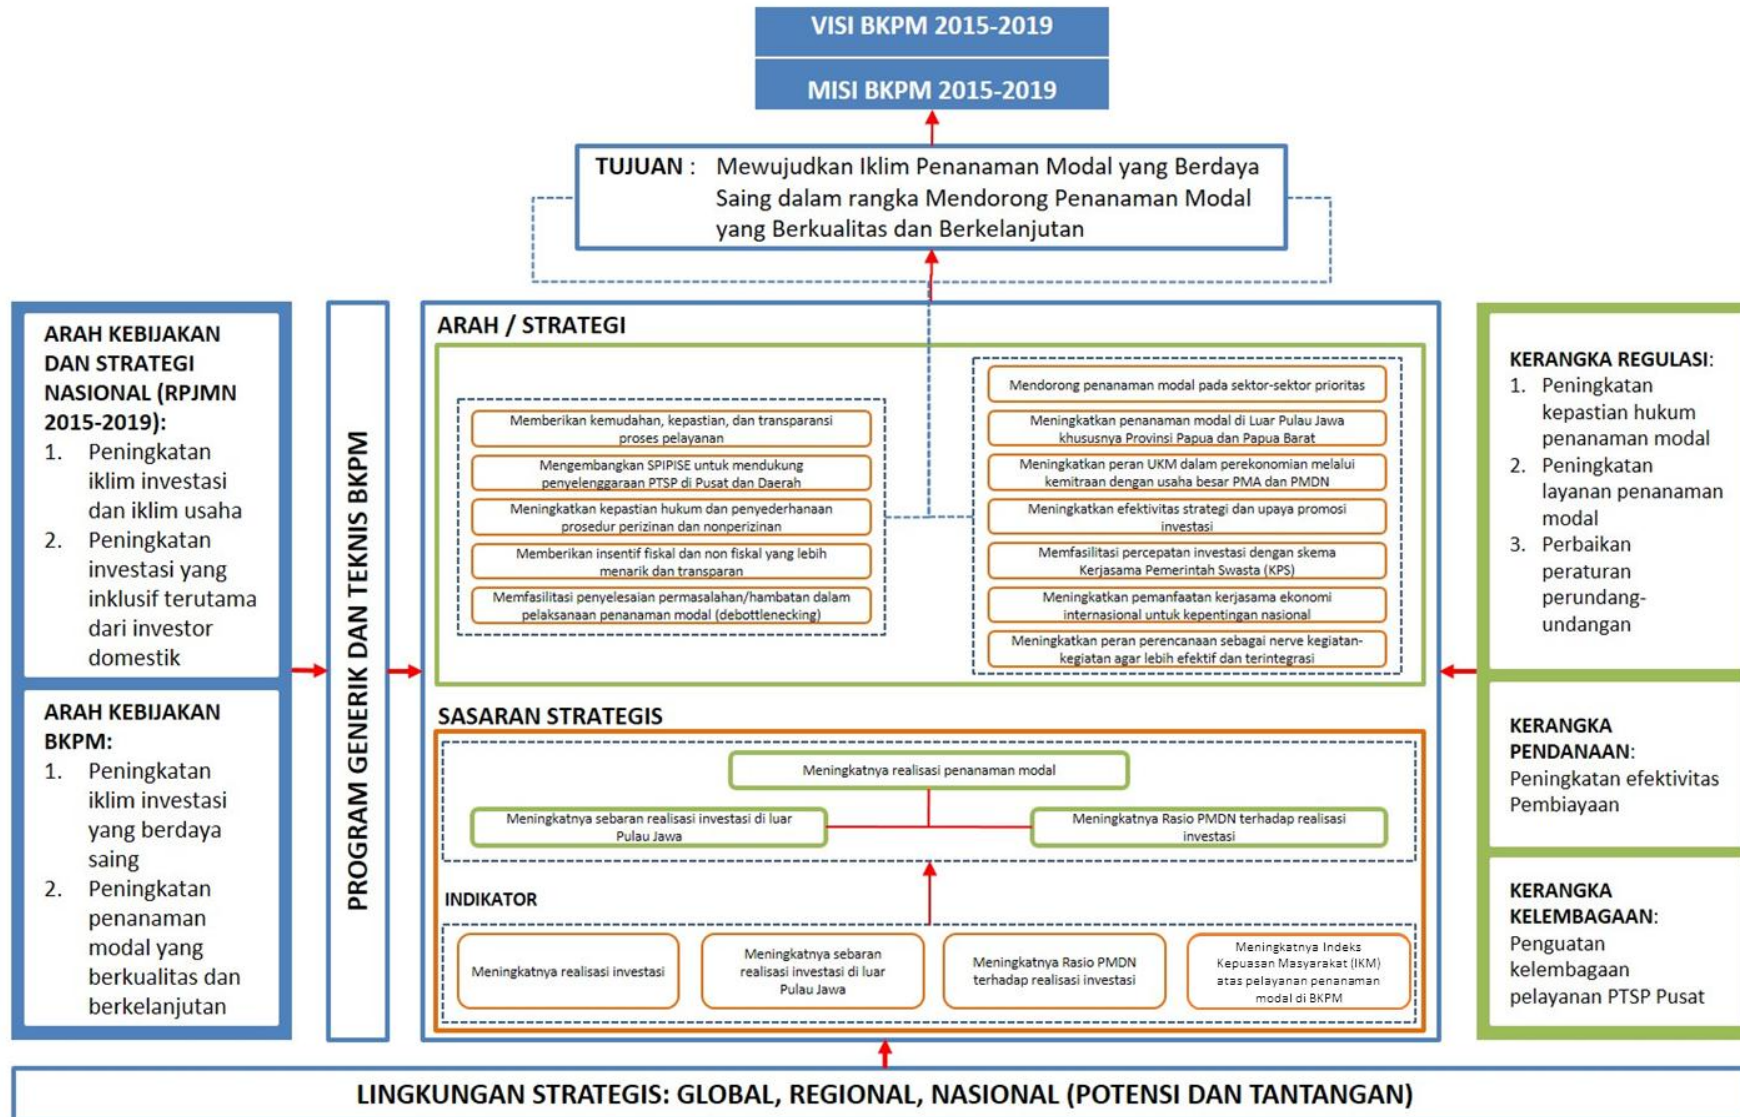 VISI BKPM 2015-2019
MISI BKPM 2015-2019
TUJUAN : Mewujudkan Iklim Penanaman Modal yang Berdaya
Saing dalam rangka Mendorong Penanaman Modal
yang Berkualitas dan Berkelanjutan
ARAH KEBIJAKAN
DAN STRATEGI
NASIONAL (RPJMN
2015-2019):
1. Peningkatan
iklim investasi
dan iklim usaha
2. Peningkatan
investasi yang
inklusif terutama
dari investor
domestik
ARAH KEBIJAKAN
BKPM:
1. Peningkatan
iklim investasi
yang berdaya
saing
2. Peningkatan
penanaman
modal yang
berkualitas dan
berkelanjutan
PROGRAM GENERIK DAN TEKNIS BKPM
ARAH / STRATEGI
Memberikan kemudahan, kepastian, dan transparansi
proses pelayanan
Mengembangkan SPIPISE untuk mendukung
penyelenggaraan PTSP di Pusat dan Daerah
Meningkatkan kepastian hukum dan penyederhanaan
prosedur perizinan dan nonperizinan
Memberikan insentif fiskal dan non fiskal yang lebih
menarik dan transparan
Memfasilitasi penyelesaian permasalahan/hambatan dalam
pelaksanaan penanaman modal (debottlenecking)
Mendorong penanaman modal pada sektor-sektor prioritas
Meningkatkan penanaman modal di Luar Pulau Jawa
khususnya Provinsi Papua dan Papua Barat
Meningkatkan peran UKM dalam perekonomian melalui
kemitraan dengan usaha besar PMA dan PMDN
Meningkatkan efektivitas strategi dan upaya promosi
investasi
Memfasilitasi percepatan investasi dengan skema
Kerjasama Pemerintah Swasta (KPS)
Meningkatkan pemanfaatan kerjasama ekonomi
internasional untuk kepentingan nasional
Meningkatkan peran perencanaan sebagai nerve kegiatan-
kegiatan agar lebih efektif dan terintegrasi
SASARAN STRATEGIS
Meningkatnya realisasi penanaman modal
Meningkatnya sebaran realisasi investasi di luar
Pulau Jawa
Meningkatnya Rasio PMDN terhadap realisasi
investasi
INDIKATOR
Meningkatnya realisasi investasi
Meningkatnya sebaran
realisasi investasi di luar
Pulau Jawa
Meningkatnya Rasio PMDN
terhadap realisasi investasi
Meningkatnya Indeks
Kepuasan Masyarakat (IKM)
atas pelayanan penanaman
modal di BKPM
KERANGKA REGULASI:
1. Peningkatan
kepastian hukum
penanaman modal
2. Peningkatan
layanan penanaman
modal
3. Perbaikan
peraturan
perundang-
undangan
KERANGKA
PENDANAAN:
Peningkatan efektivitas
Pembiayaan
KERANGKA
KELEMBAGAAN:
Penguatan
kelembagaan
pelayanan PTSP Pusat
LINGKUNGAN STRATEGIS: GLOBAL, REGIONAL, NASIONAL (POTENSI DAN TANTANGAN)